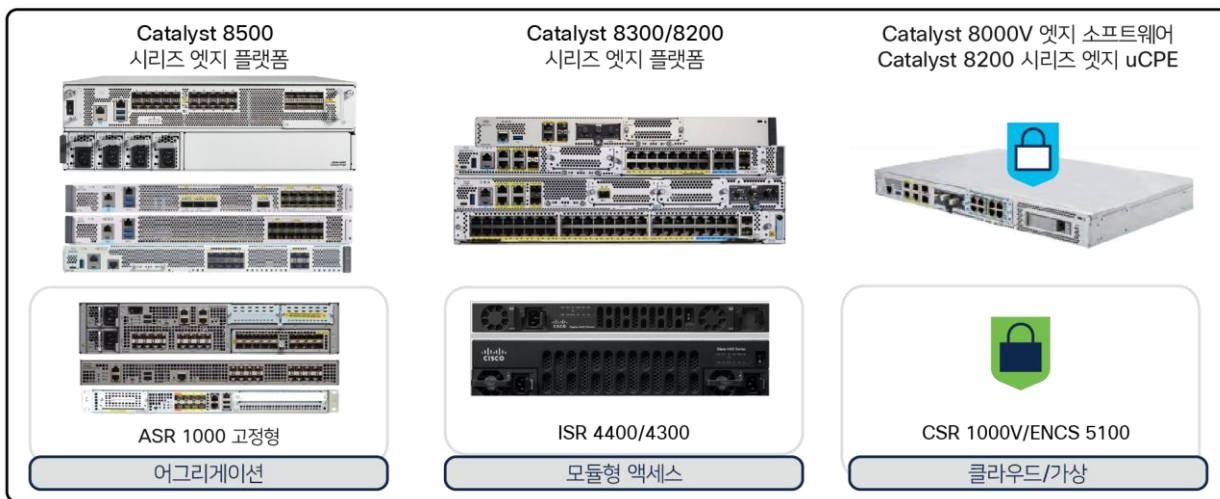 Catalyst 8500
시리즈 엣지 플랫폼
Catalyst 8300/8200
시리즈 엣지 플랫폼
Catalyst 8000V 엣지 소프트웨어
Catalyst 8200 시리즈 엣지 uCPE
ASR 1000 고정형
CISCO
CISCO
ISR 4400/4300
CSR 1000V/ENCS 5100
어그리게이션
모듈형 액세스
클라우드/가상